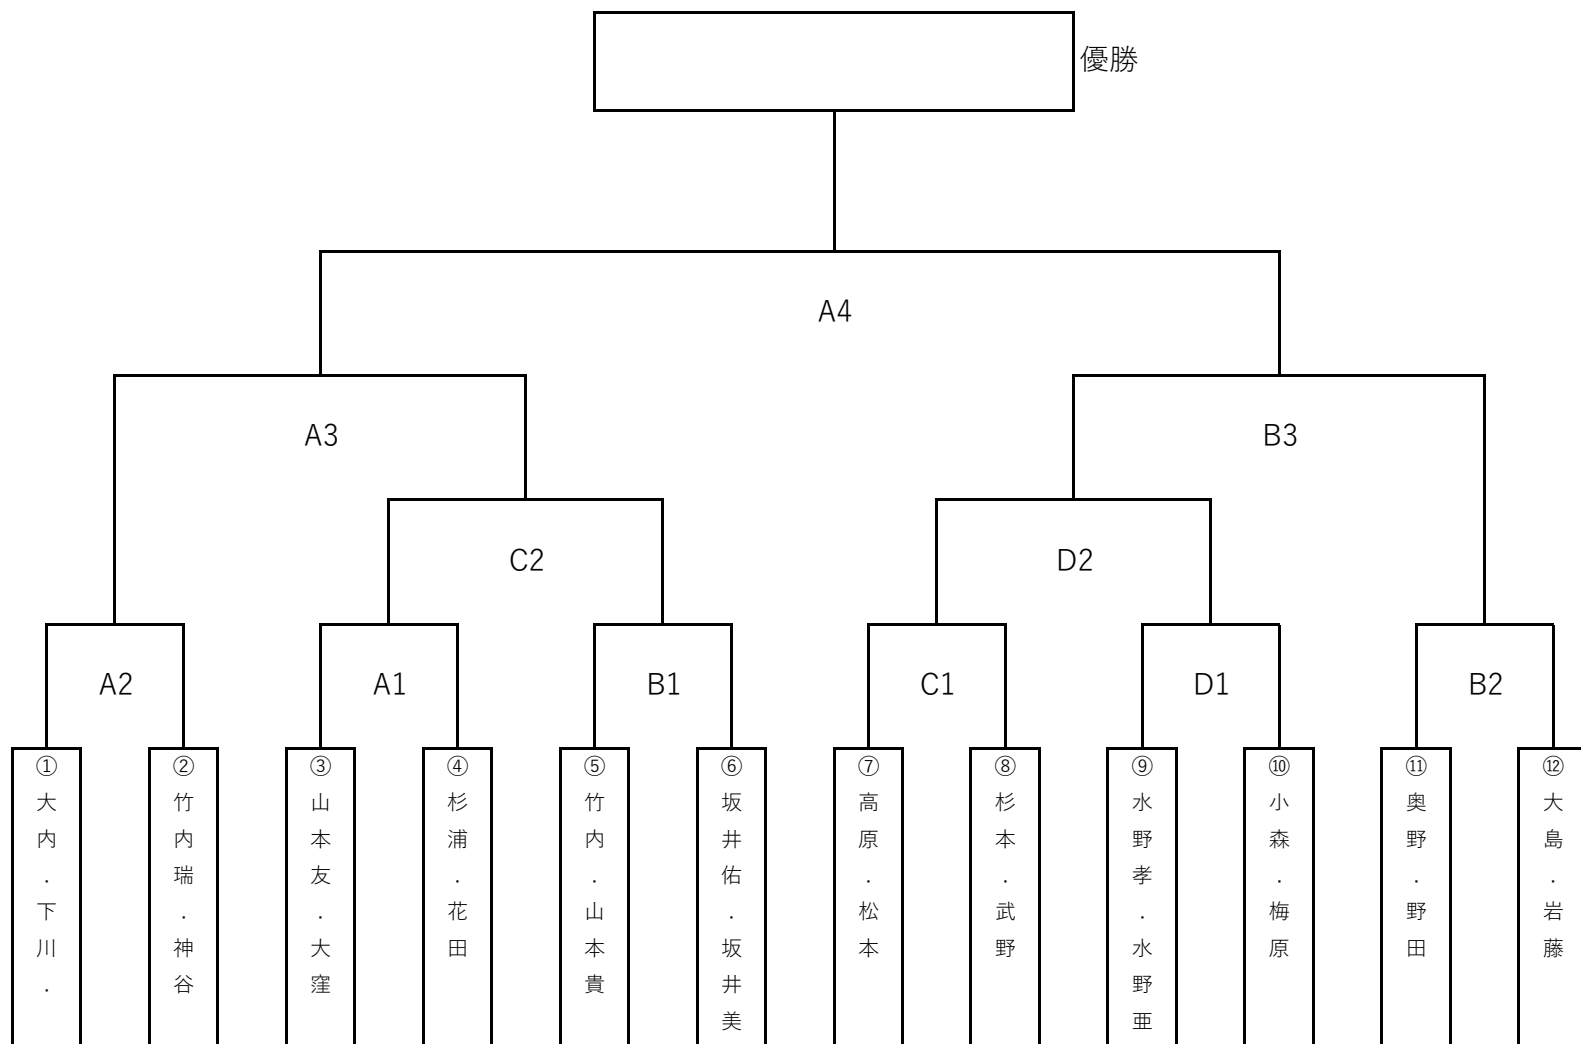 優勝
A4
A3
B3
C2
D2
A2
A1
B1
C1
D1
B2
①大内.下川.
②竹内瑞.神谷
③山本友.大窪
④杉浦.花田
⑤竹内.山本貴
⑥坂井佑.坂井美
⑦高原.松本
⑧杉本.武野
⑨水野孝.水野亜
⑩小森.梅原
⑪奥野.野田
⑫大島.岩藤